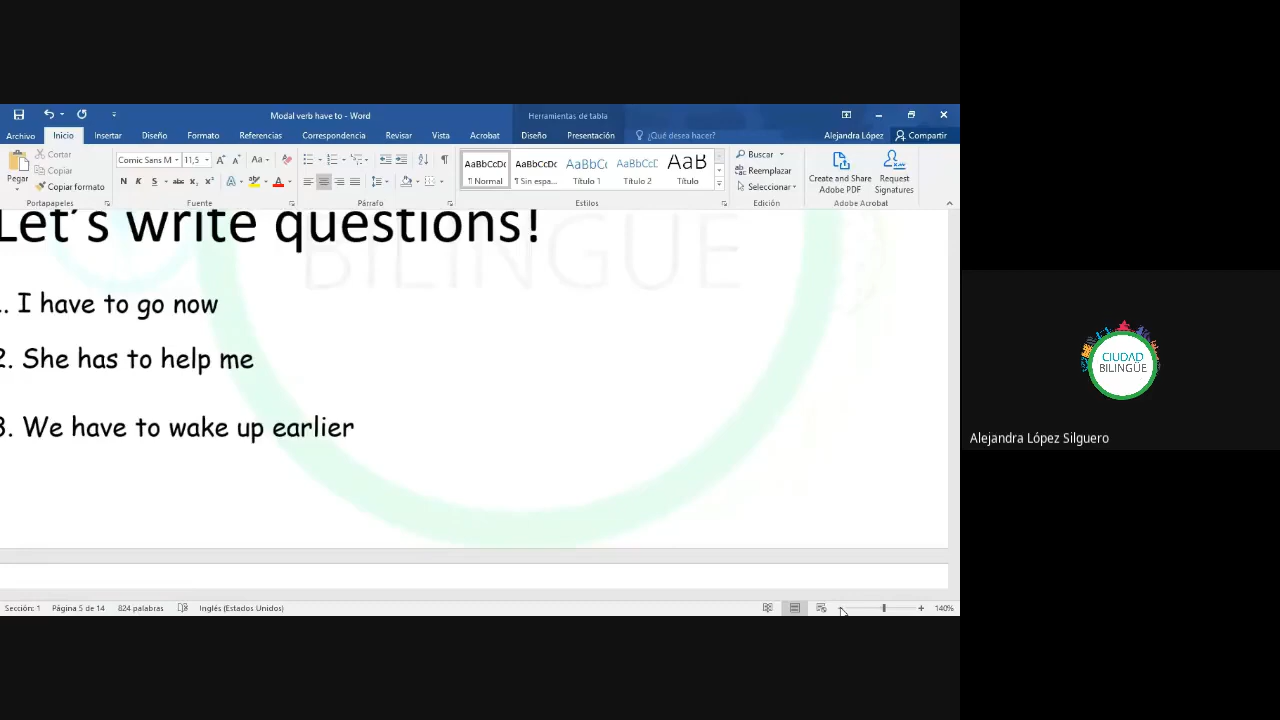 Modal verb have to - Word
Herramientas de tabla
Archivo Inicio Insertar Diseño Formato Referencias Correspondencia Revisar Vista Acrobat Diseño Presentación ¿Qué desea hacer? Alejandra López Compartir
Pegar
Cortar
Copiar
Copiar formato
Portapapeles
Comic Sans M 11,5
Aa
N K S abc x₂ x²
Fuente
Párrafo
AaBbCcDc AaBbCcDc AaBbCc AaBbCcC AaB
¶ Normal ¶ Sin espa... Título 1 Título 2 Título
Estilos
Buscar
Reemplazar
Seleccionar
Edición
Create and Share Adobe PDF
Request Signatures
Adobe Acrobat
BILINGÜE
Let's write questions!
. I have to go now
2. She has to help me
3. We have to wake up earlier
Sección: 1 Página 5 de 14 824 palabras Inglés (Estados Unidos) 140%
CIUDAD
BILINGÜE
Alejandra López Silguero